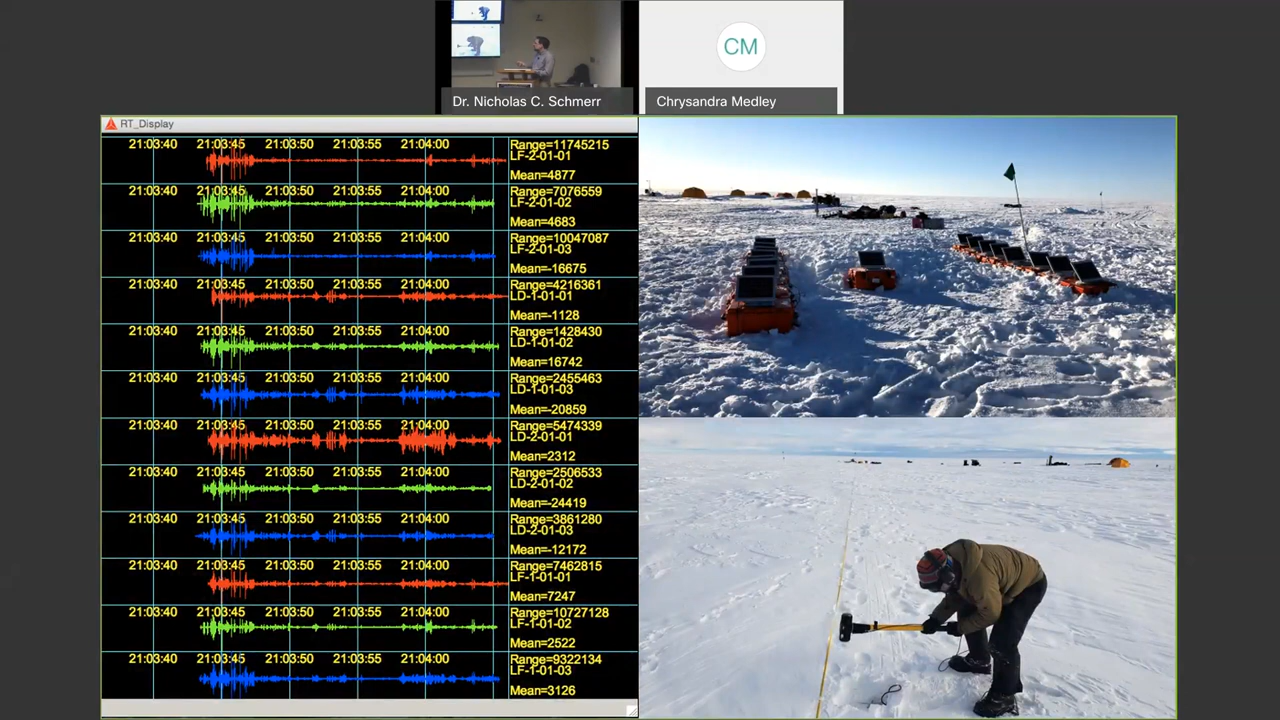 Dr. Nicholas C. Schmerr
CM
Chrysandra Medley
RT_Display
21:03:40 21:03:45 21:03:50 21:03:55 21:04:00 Range=11745215
LF-2-01-01
Mean=4877
21:03:40 21:03:45 21:03:50 21:03:55 21:04:00 Range=7076559
LF-2-01-02
Mean=4683
21:03:40 21:03:45 21:03:50 21:03:55 21:04:00 Range=10047087
LF-2-01-03
Mean=-16675
21:03:40 21:03:45 21:03:50 21:03:55 21:04:00 Range=4216361
LD-1-01-01
Mean=-1128
21:03:40 21:03:45 21:03:50 21:03:55 21:04:00 Range=1428430
LD-1-01-02
Mean=16742
21:03:40 21:03:45 21:03:50 21:03:55 21:04:00 Range=2455463
LD-1-01-03
Mean=-20859
21:03:40 21:03:45 21:03:50 21:03:55 21:04:00 Range=5474339
LD-2-01-01
Mean=2312
21:03:40 21:03:45 21:03:50 21:03:55 21:04:00 Range=2506533
LD-2-01-02
Mean=-24419
21:03:40 21:03:45 21:03:50 21:03:55 21:04:00 Range=3861280
LD-2-01-03
Mean=-12172
21:03:40 21:03:45 21:03:50 21:03:55 21:04:00 Range=7462815
LF-1-01-01
Mean=7247
21:03:40 21:03:45 21:03:50 21:03:55 21:04:00 Range=10727128
LF-1-01-02
Mean=2522
21:03:40 21:03:45 21:03:50 21:03:55 21:04:00 Range=9322134
LF-1-01-03
Mean=3126